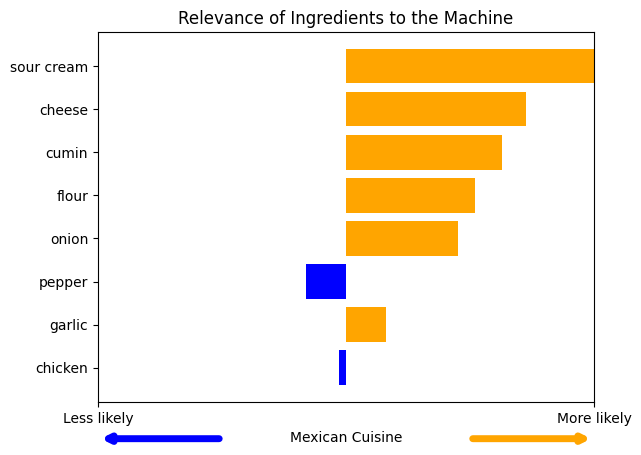 Relevance of Ingredients to the Machine
sour cream
cheese
cumin
flour
onion
pepper
garlic
chicken
Less likely
More likely
Mexican Cuisine